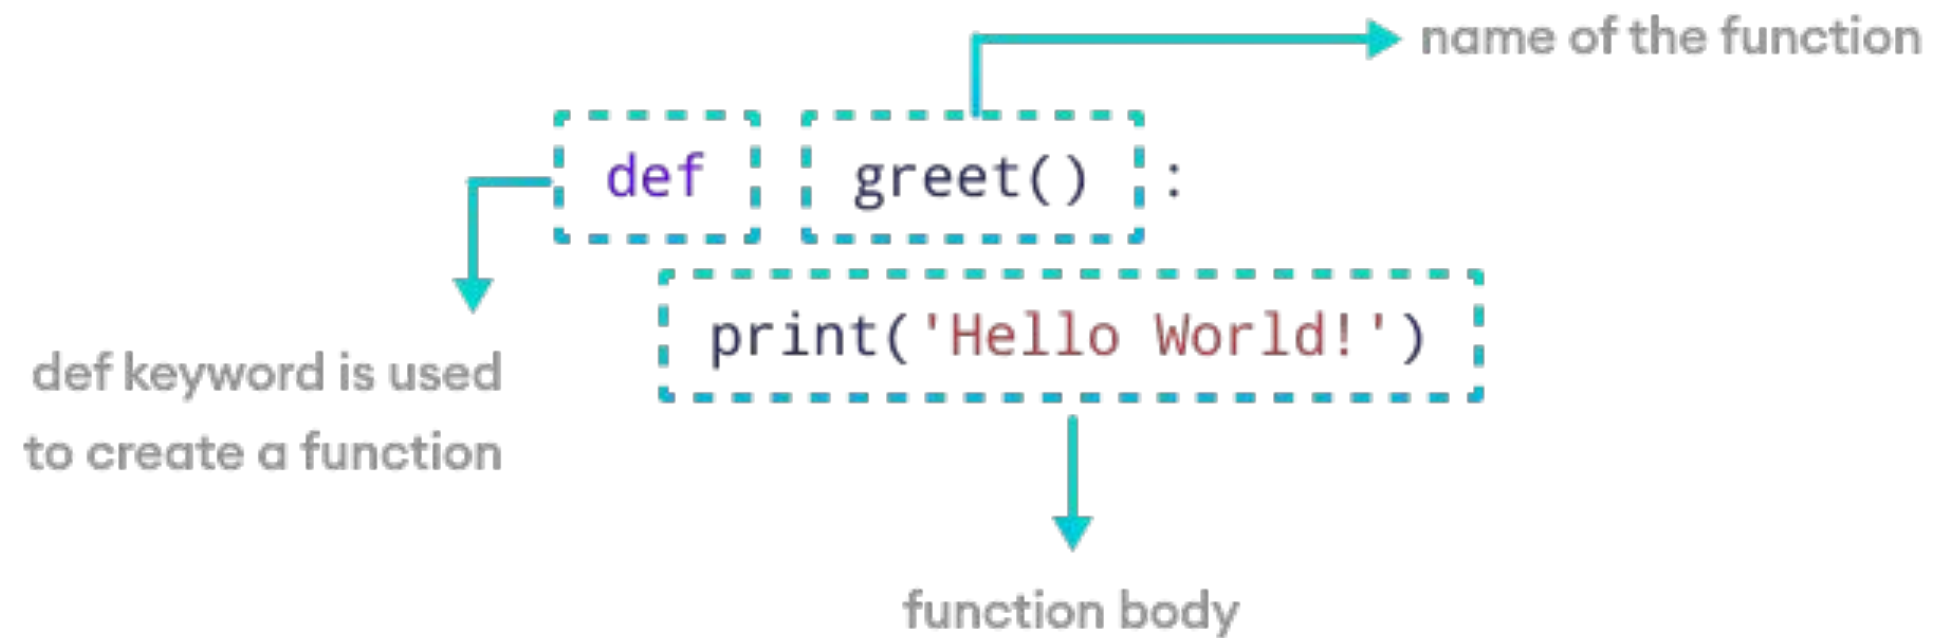 name of the function
def greet() :
print('Hello World!')
def keyword is used
to create a function
function body